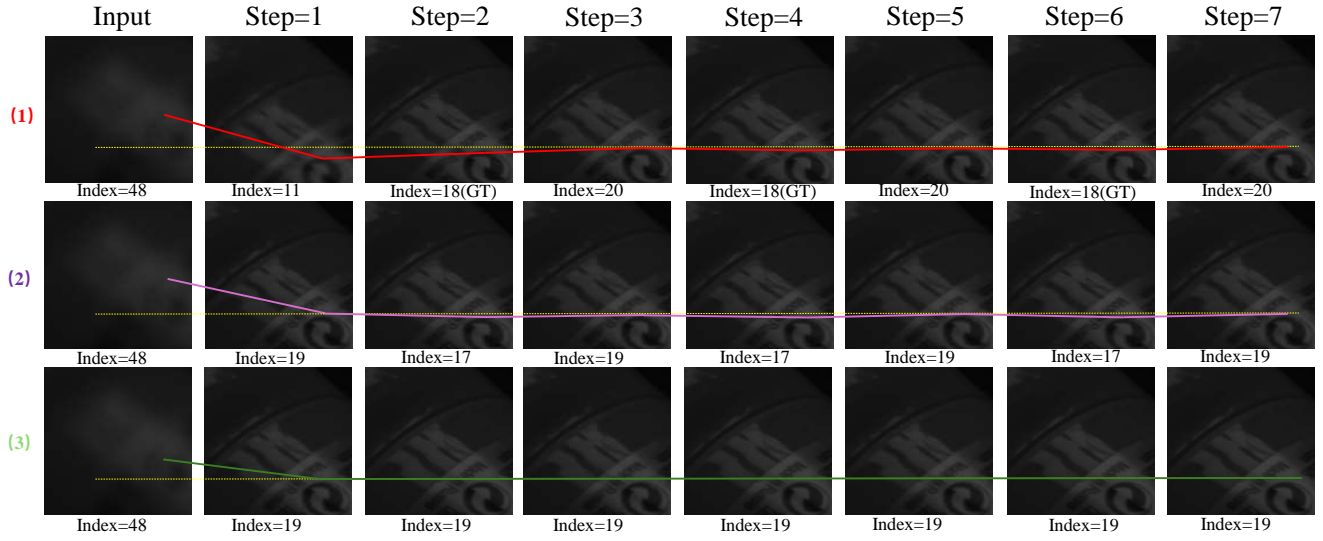 Input Step=1 Step=2 Step=3 Step=4 Step=5 Step=6 Step=7
(1)
Index=48 Index=11 Index=18(GT) Index=20 Index=18(GT) Index=20 Index=18(GT) Index=20
(2)
Index=48 Index=19 Index=17 Index=19 Index=17 Index=19 Index=17 Index=19
(3)
Index=48 Index=19 Index=19 Index=19 Index=19 Index=19 Index=19 Index=19